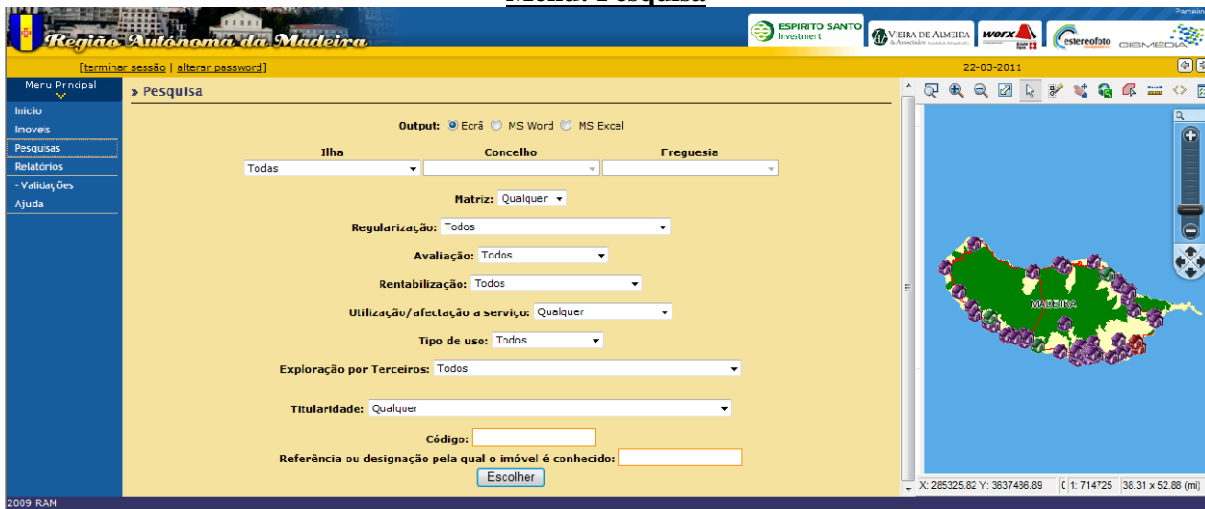 Menu: Pesquisa
Região Autónoma da Madeira
ESPIRITO SANTO
Investment
VIEIRA DE ALMEIDA
& Associados
worx
estereofoto
GISMEDIA
[terminar sessão | alterar password]
22-03-2011
Menu Principal
» Pesquisa
Início
Imoveis
Pesquisas
Relatórios
- Validações
Ajuda
Output: Ecrã MS Word MS Excel
Ilha Concelho Freguesia
Todas
Matriz: Qualquer
Regularização: Todos
Avaliação: Todos
Rentabilização: Todos
Utilização/afectação a serviço: Qualquer
Tipo de uso: Todos
Exploração por Terceiros: Todos
Titularidade: Qualquer
Código:
Referência ou designação pela qual o imóvel é conhecido:
Escolher
MADEIRA
X: 285325.82 Y: 3637486.89 1: 714725 38.31 x 52.88 (mi)
2009 RAM